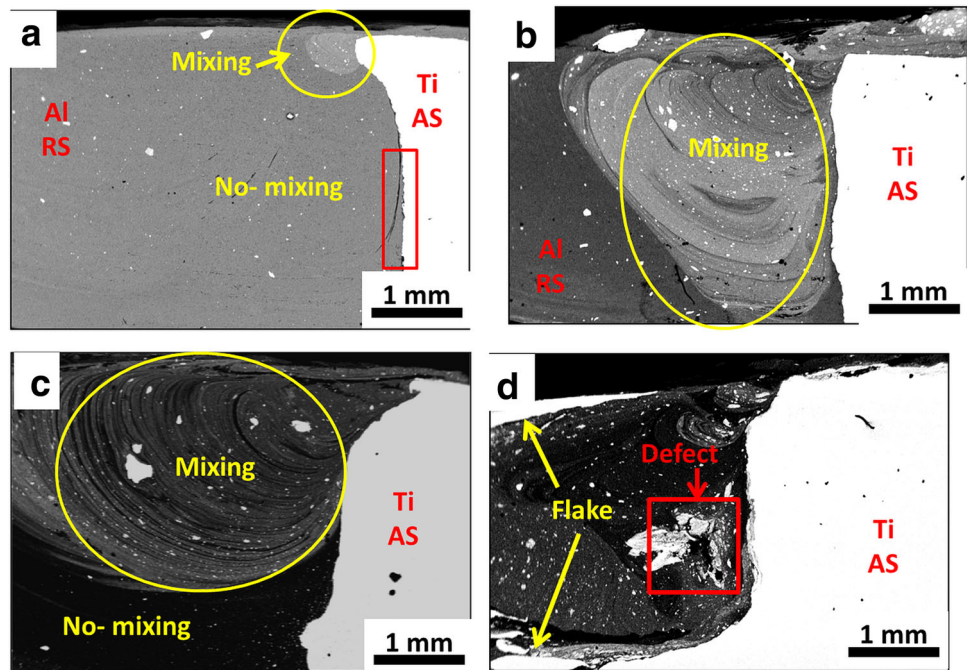 a
Mixing
Al
RS
Ti
AS
No- mixing
1 mm
b
Mixing
Al
RS
Ti
AS
1 mm
c
Mixing
Ti
AS
No- mixing
1 mm
d
Defect
Flake
Ti
AS
1 mm